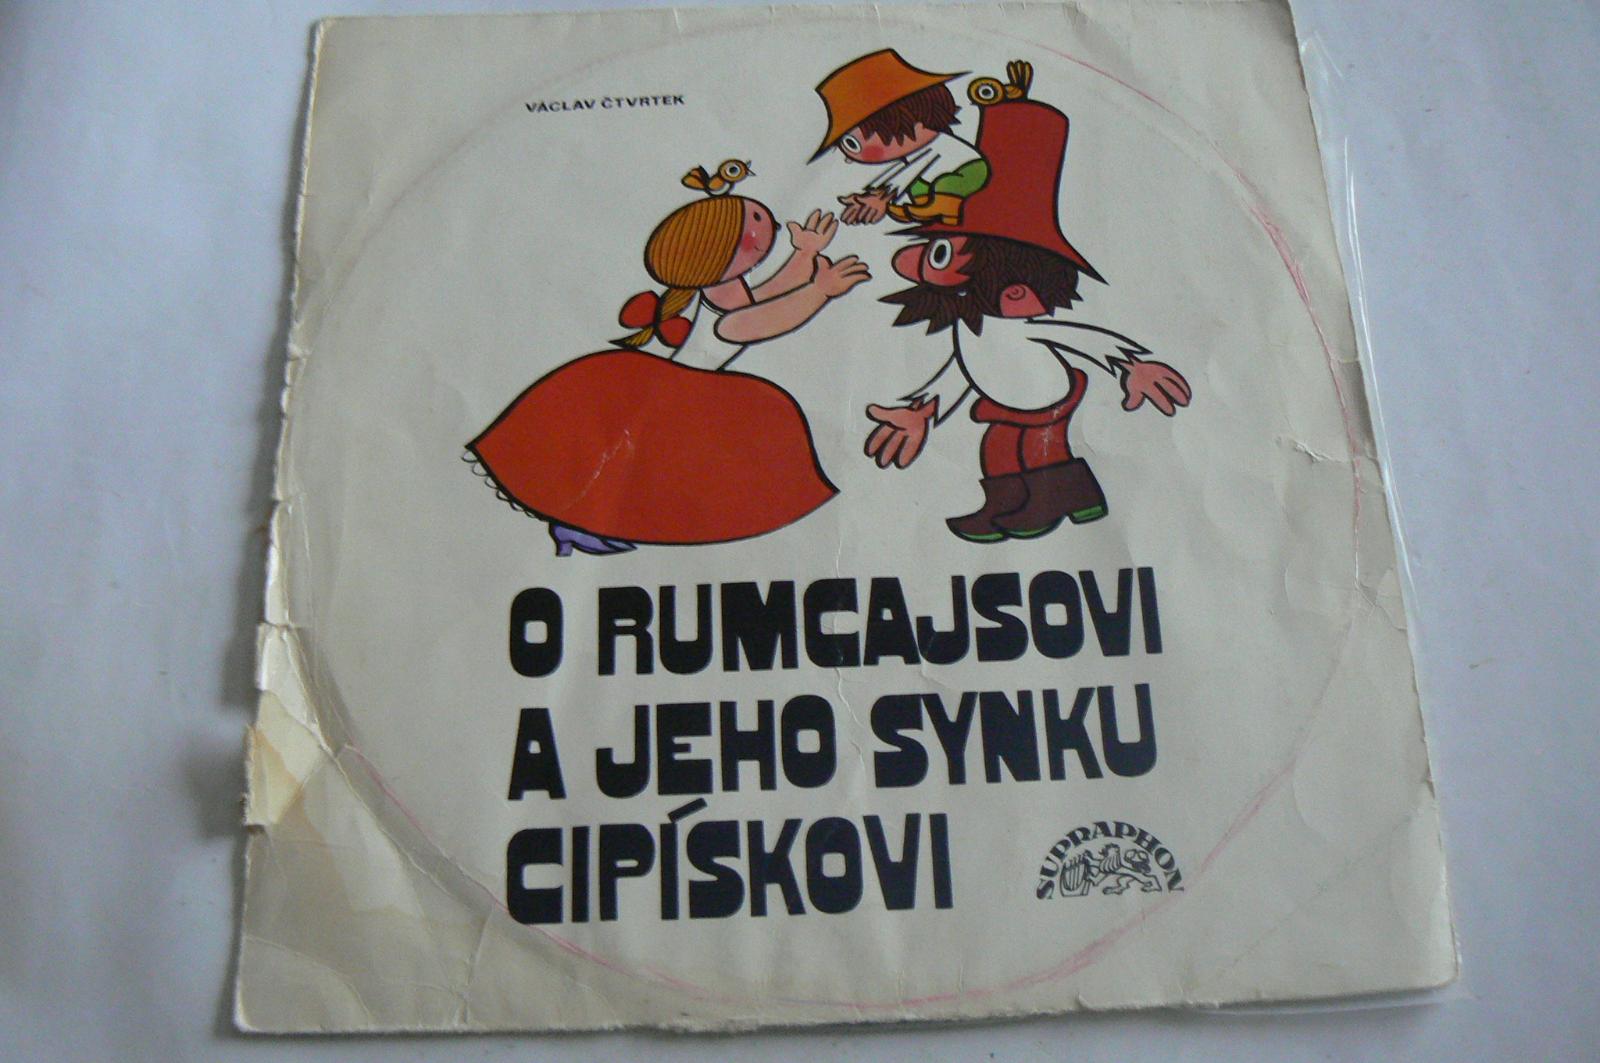 VÁCLAV ČTVRTEK
O RUMCAJSOVI
A JEHO SYNKU
CIPÍSKOVI
SUPRAPHON